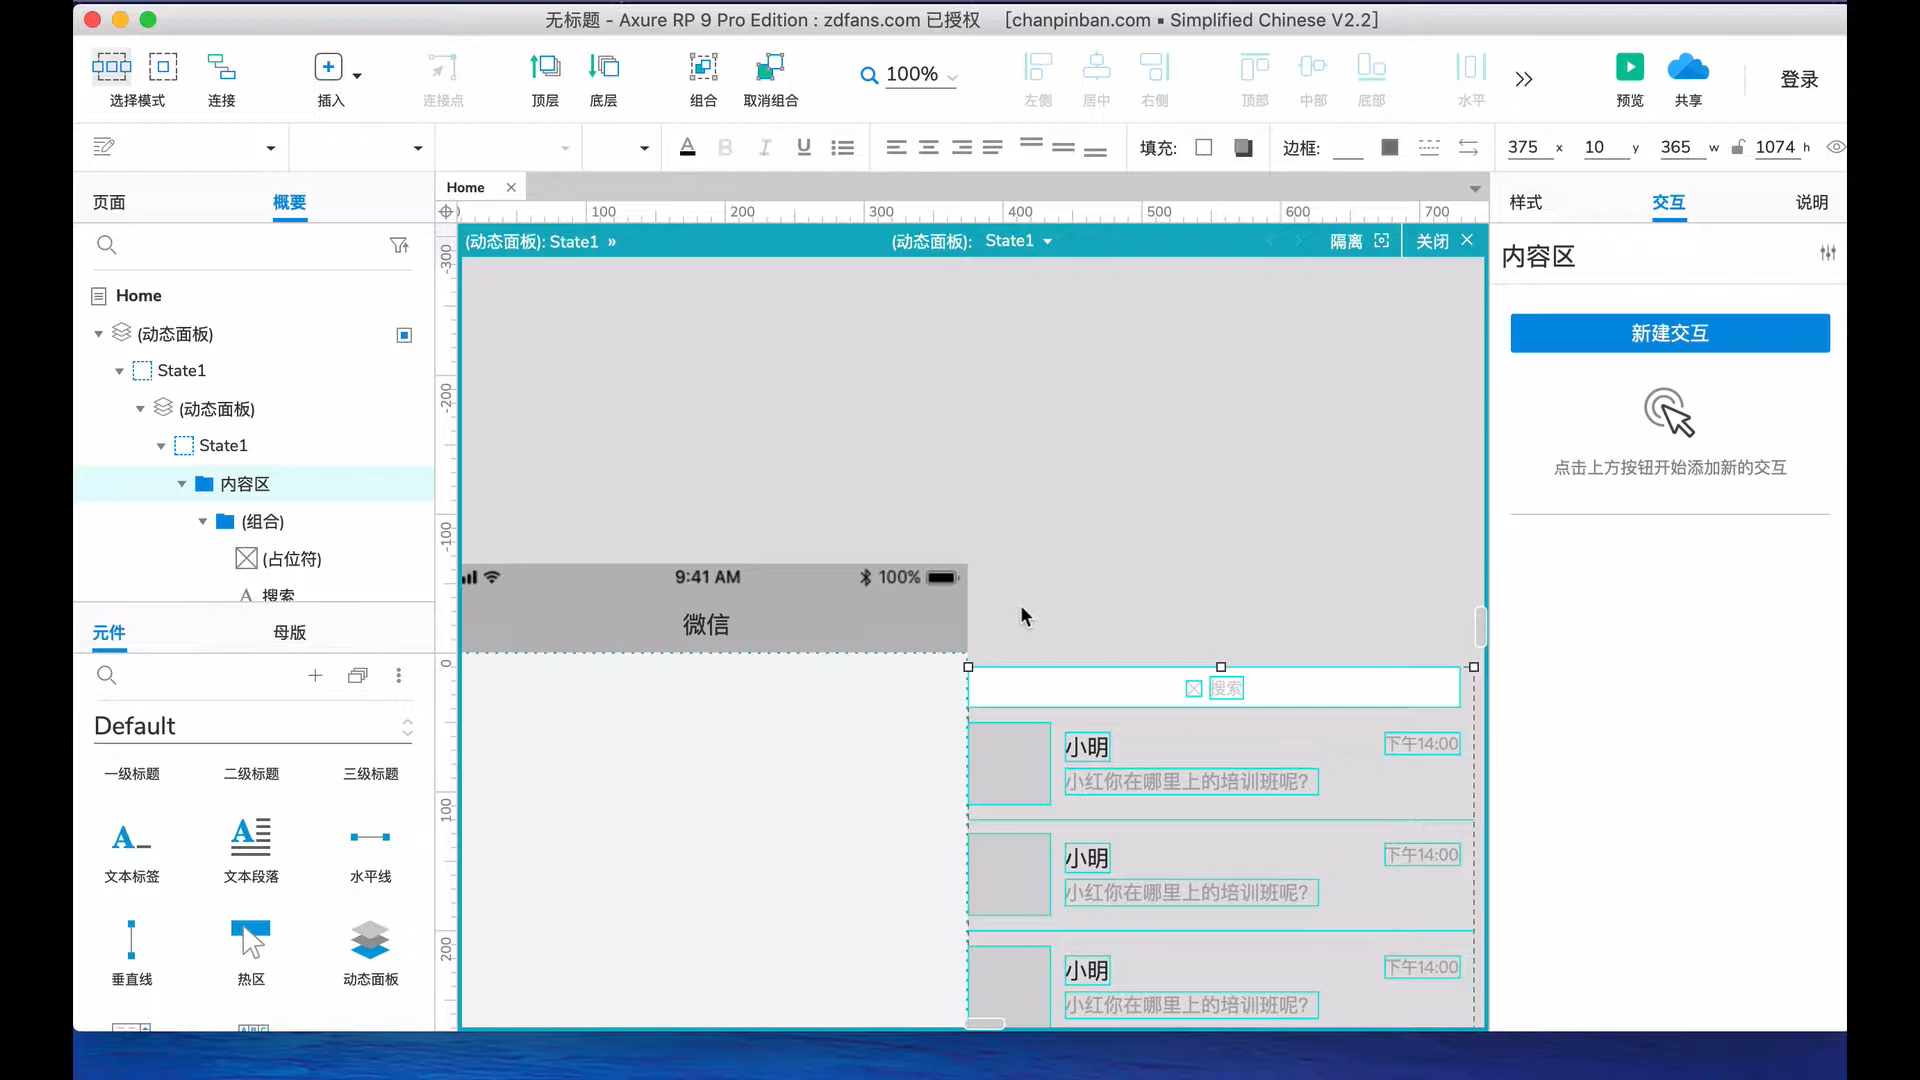 无标题 - Axure RP 9 Pro Edition : zdfans.com 已授权 [chanpinban.com ▪ Simplified Chinese V2.2]
选择模式 连接 插入 连接点 顶层 底层 组合 取消组合 100% 左侧 居中 右侧 顶部 中部 底部 水平 预览 共享 登录
填充: 边框: 375 x 10 y 365 w 1074 h
页面 概要
Home
样式 交互 说明
100 200 300 400 500 600 700
(动态面板): State1 »
(动态面板): State1
隔离 关闭
内容区
新建交互
点击上方按钮开始添加新的交互
Home
(动态面板)
State1
(动态面板)
State1
内容区
(组合)
(占位符)
搜索
元件 母版
Default
一级标题 二级标题 三级标题
文本标签 文本段落 水平线
垂直线 热区 动态面板
-300
-200
-100
0
100
200
9:41 AM
100%
微信
搜索
小明 下午14:00
小红你在哪里上的培训班呢?
小明 下午14:00
小红你在哪里上的培训班呢?
小明 下午14:00
小红你在哪里上的培训班呢?